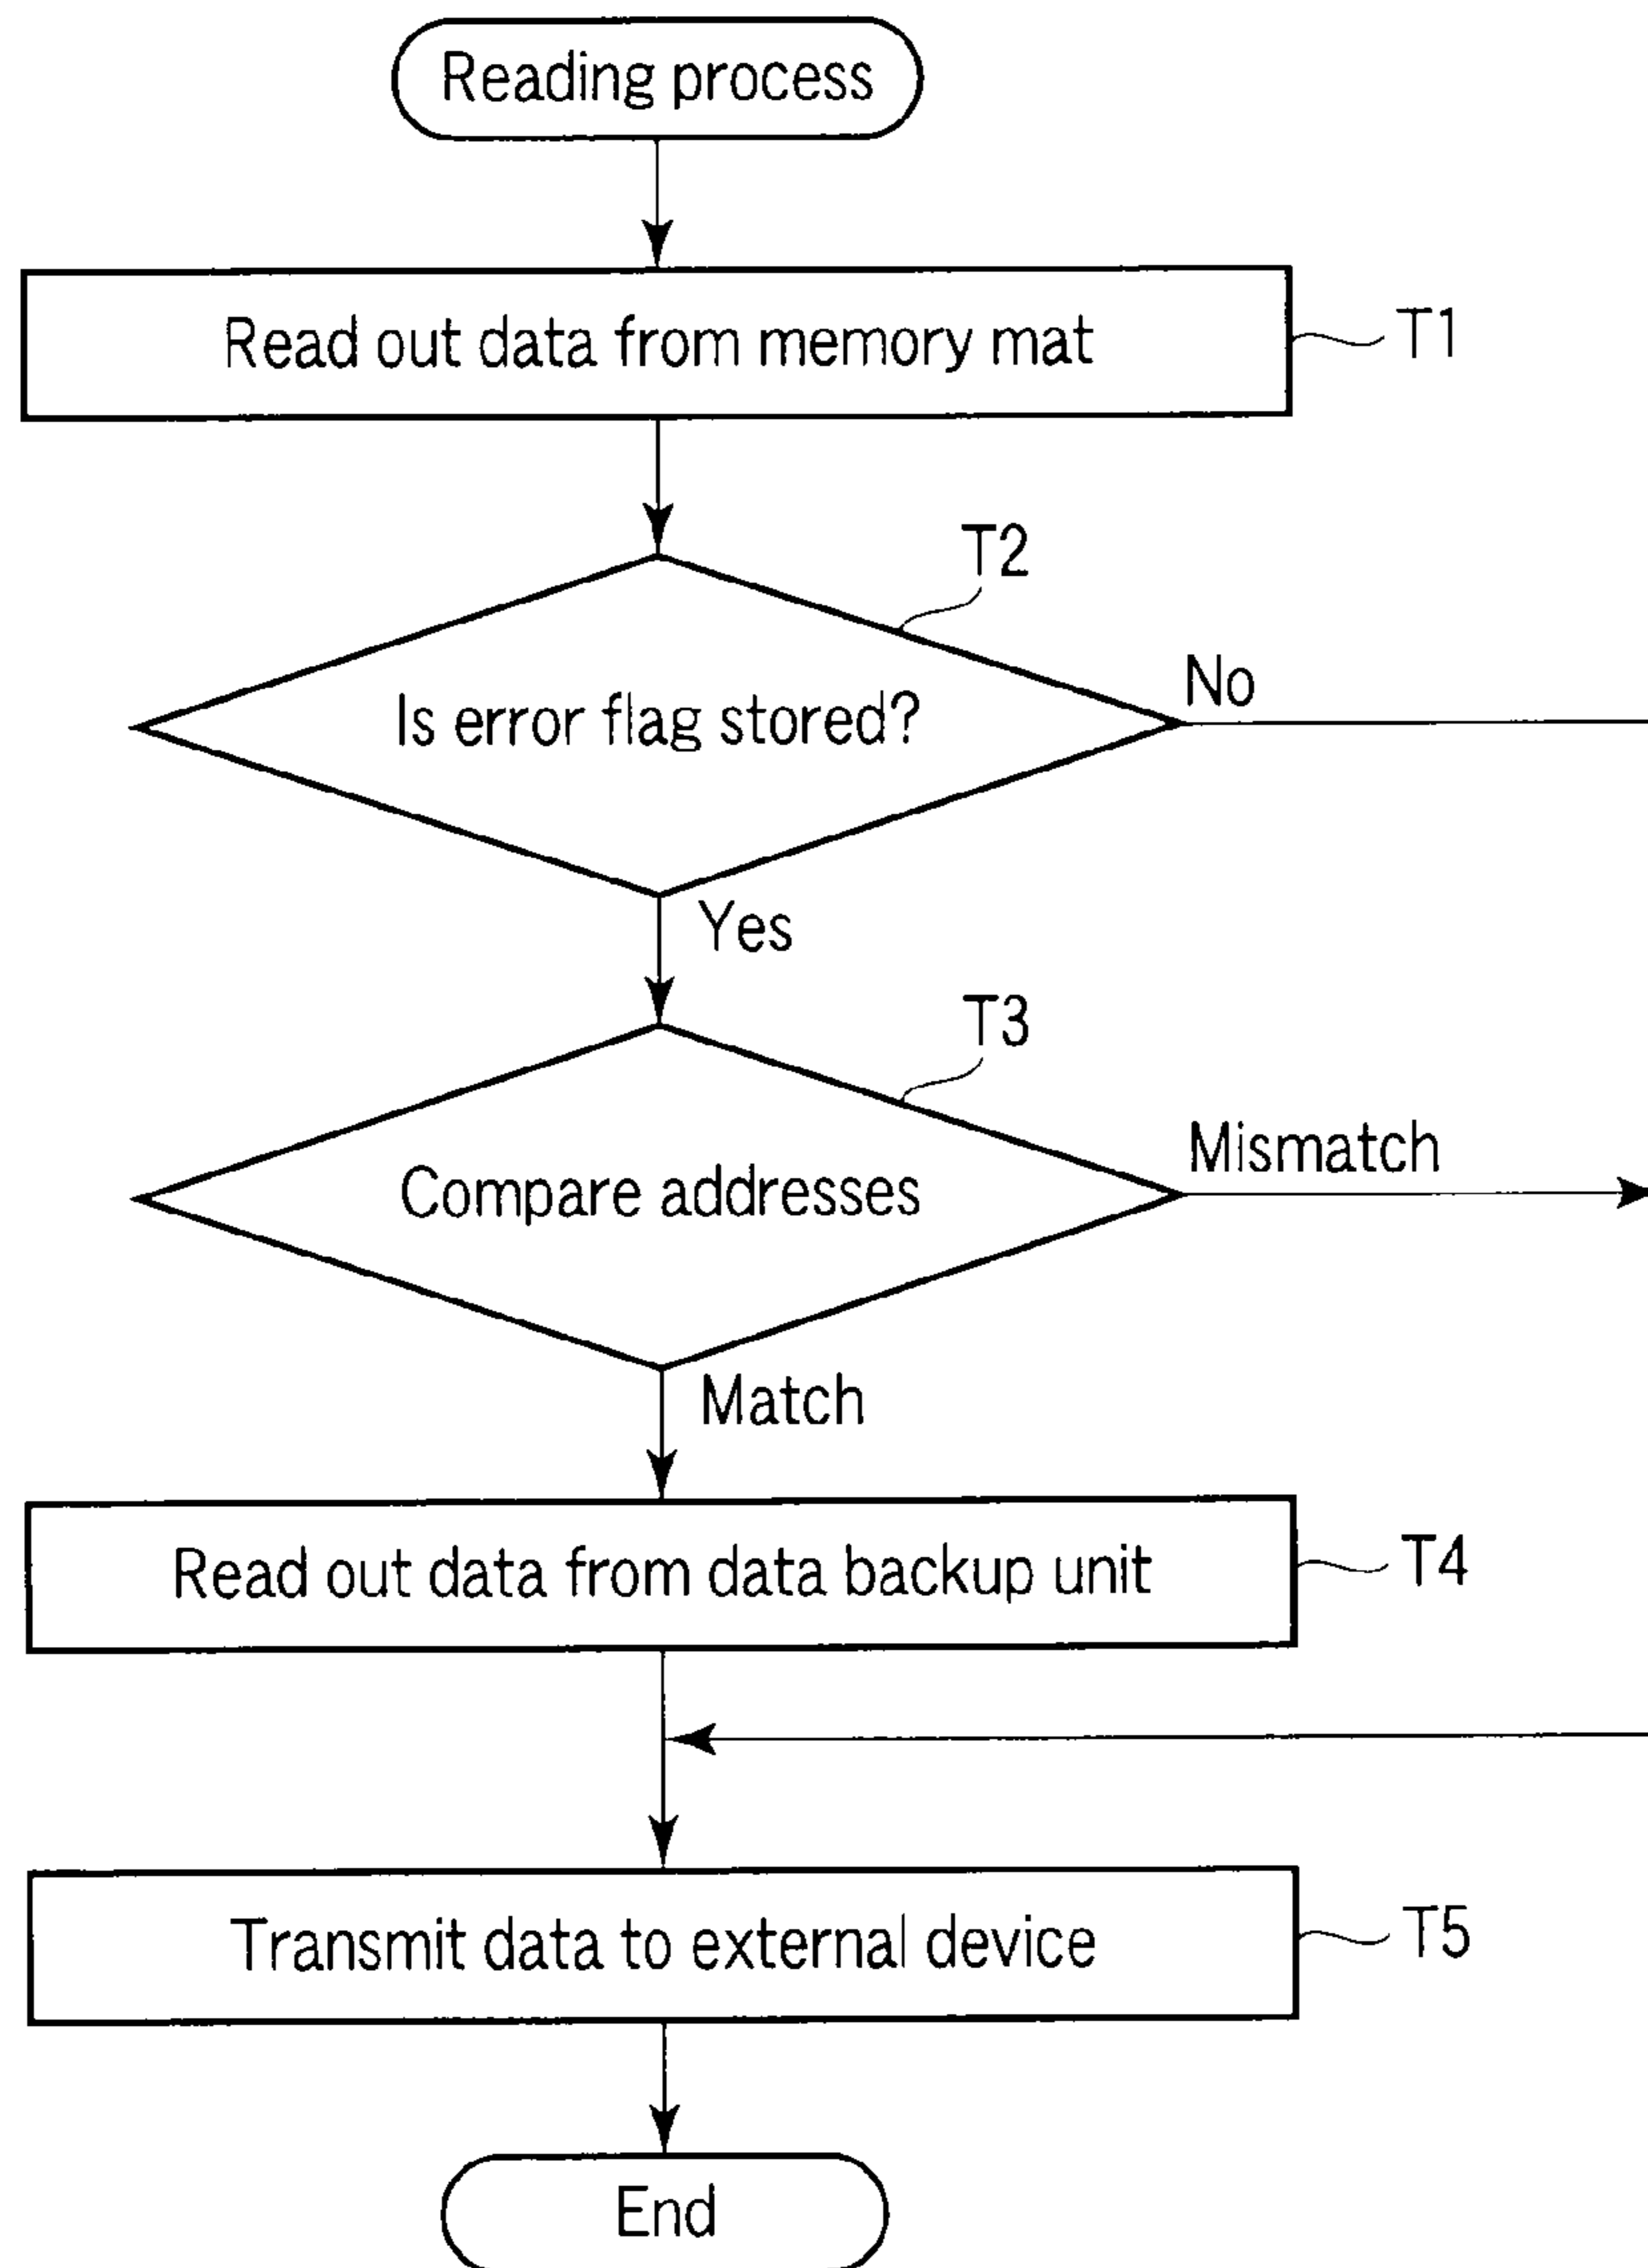 Reading process
Read out data from memory mat
T1
T2
Is error flag stored?
No
Yes
T3
Compare addresses
Mismatch
Match
Read out data from data backup unit
T4
Transmit data to external device
T5
End